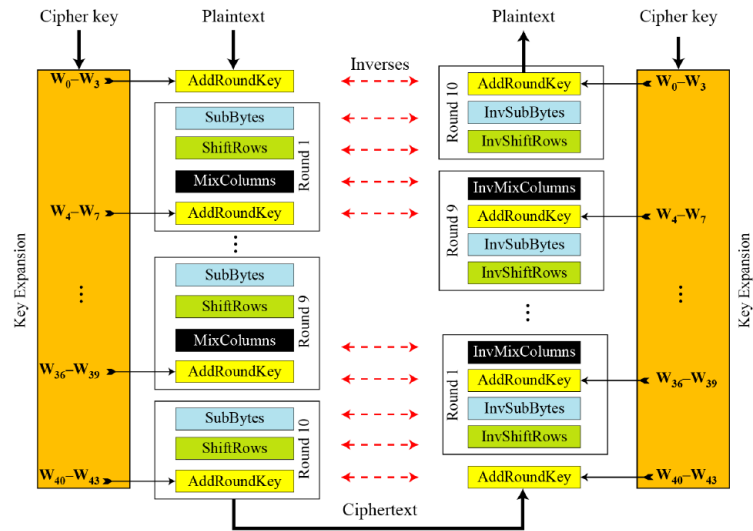 Cipher key
Plaintext
Plaintext
Cipher key
Inverses
Key Expansion
W0–W3
W4–W7
⋮
W36–W39
W40–W43
AddRoundKey
SubBytes
ShiftRows
MixColumns
AddRoundKey
Round 1
⋮
SubBytes
ShiftRows
MixColumns
AddRoundKey
Round 9
SubBytes
ShiftRows
AddRoundKey
Round 10
Ciphertext
AddRoundKey
InvSubBytes
InvShiftRows
Round 10
InvMixColumns
AddRoundKey
InvSubBytes
InvShiftRows
Round 9
⋮
InvMixColumns
AddRoundKey
InvSubBytes
InvShiftRows
Round 1
AddRoundKey
W0–W3
W4–W7
⋮
W36–W39
W40–W43
Key Expansion